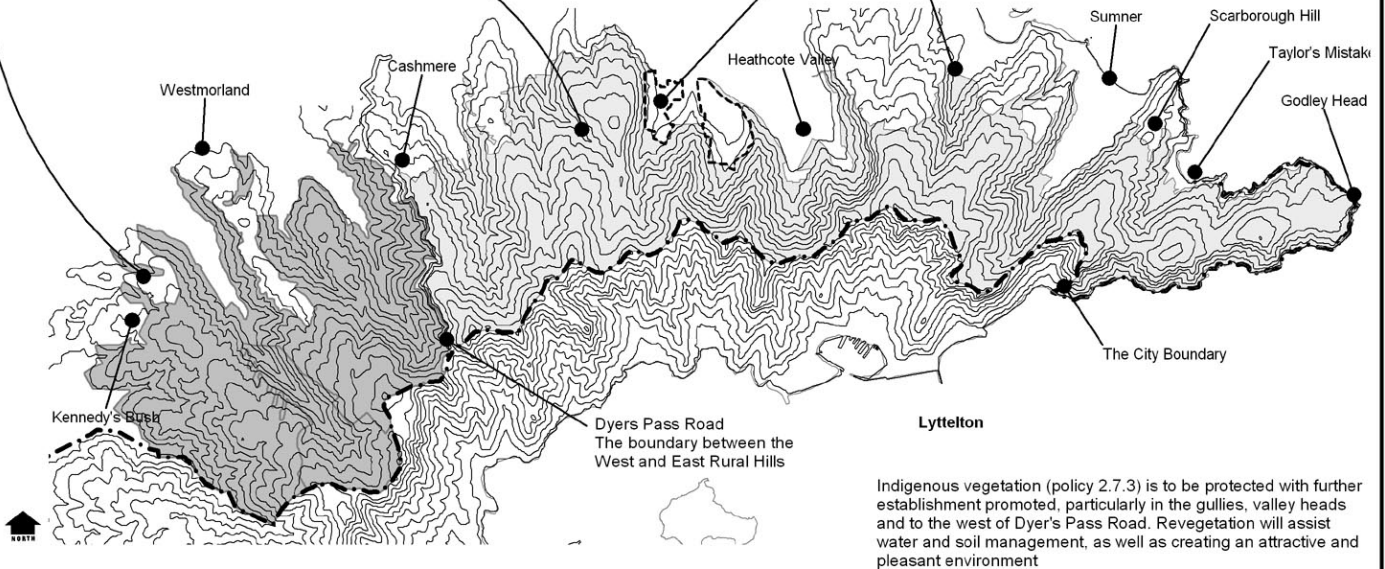 Sumner
Scarborough Hill
Taylor's Mistake
Heathcote Valley
Cashmere
Westmorland
Godley Head
The City Boundary
Kennedy's Bush
Dyers Pass Road
The boundary between the
West and East Rural Hills
Lyttelton
Indigenous vegetation (policy 2.7.3) is to be protected with further
establishment promoted, particularly in the gullies, valley heads
and to the west of Dyer's Pass Road. Revegetation will assist
water and soil management, as well as creating an attractive and
pleasant environment
NORTH